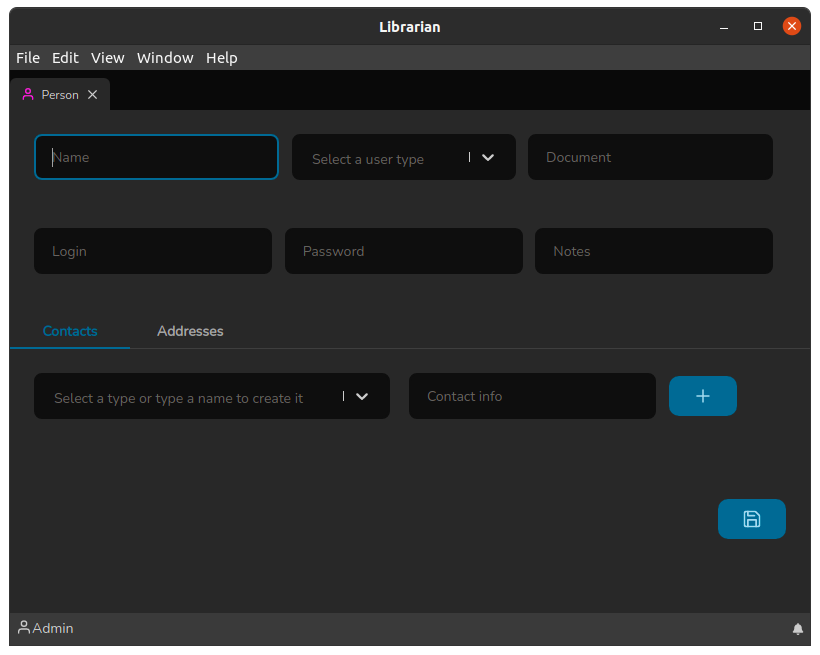 Librarian
File Edit View Window Help
Person
Name Select a user type Document
Login Password Notes
Contacts Addresses
Select a type or type a name to create it Contact info
Admin